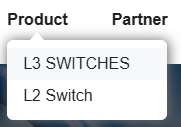 Product Partner
L3 SWITCHES
L2 Switch